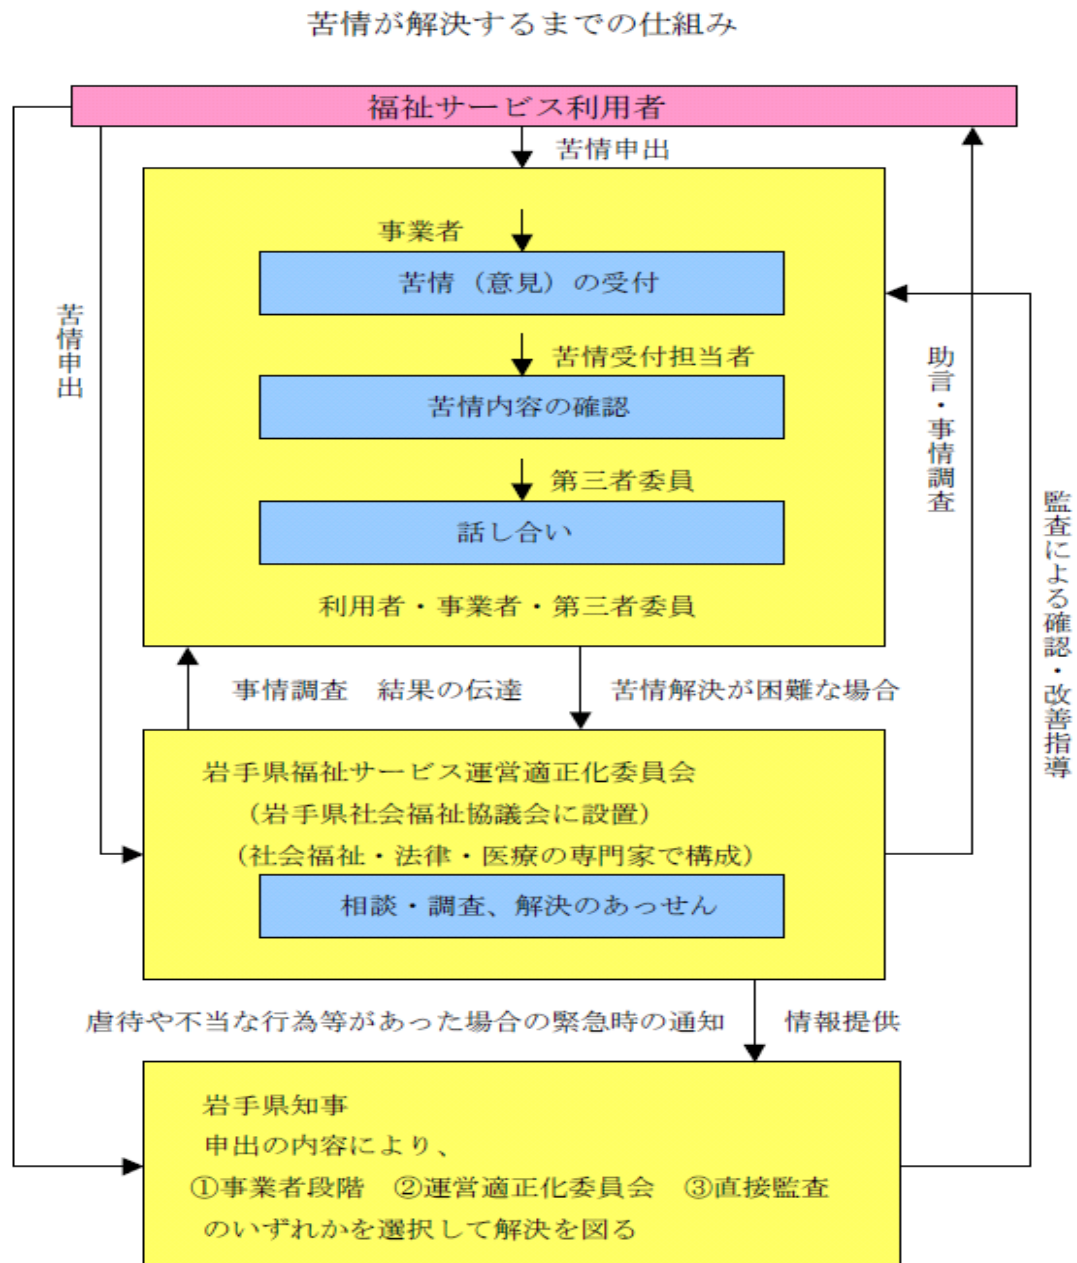 苦情が解決するまでの仕組み
福祉サービス利用者
苦情申出
事業者
苦情（意見）の受付
苦情申出
苦情受付担当者
苦情内容の確認
助言・事情調査
第三者委員
話し合い
監査による確認・改善指導
利用者・事業者・第三者委員
事情調査　結果の伝達
苦情解決が困難な場合
岩手県福祉サービス運営適正化委員会
（岩手県社会福祉協議会に設置）
（社会福祉・法律・医療の専門家で構成）
相談・調査、解決のあっせん
虐待や不当な行為等があった場合の緊急時の通知
情報提供
岩手県知事
申出の内容により、
①事業者段階　②運営適正化委員会　③直接監査
のいずれかを選択して解決を図る